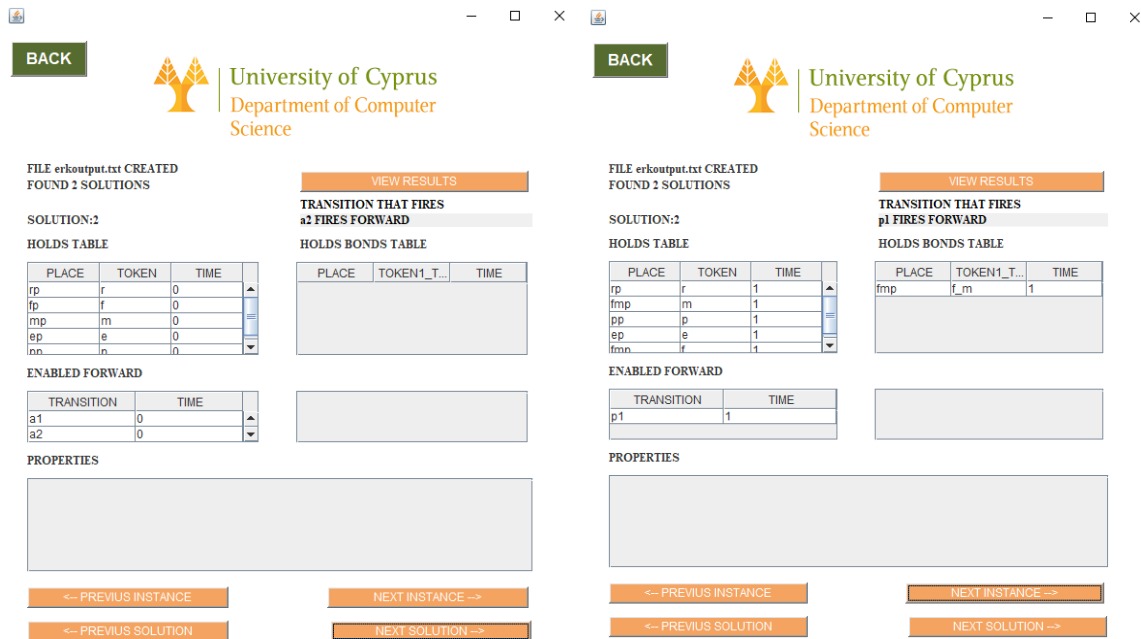 BACK
University of Cyprus
Department of Computer
Science
FILE erkoutput.txt CREATED
FOUND 2 SOLUTIONS
VIEW RESULTS
TRANSITION THAT FIRES
SOLUTION:2
a2 FIRES FORWARD
HOLDS TABLE
HOLDS BONDS TABLE
PLACE TOKEN TIME
rp r 0
fp f 0
mp m 0
ep e 0
pp p 0
PLACE TOKEN1_T... TIME
ENABLED FORWARD
TRANSITION TIME
a1 0
a2 0
PROPERTIES
<-- PREVIUS INSTANCE
NEXT INSTANCE -->
<-- PREVIUS SOLUTION
NEXT SOLUTION -->
BACK
University of Cyprus
Department of Computer
Science
FILE erkoutput.txt CREATED
FOUND 2 SOLUTIONS
VIEW RESULTS
TRANSITION THAT FIRES
SOLUTION:2
p1 FIRES FORWARD
HOLDS TABLE
HOLDS BONDS TABLE
PLACE TOKEN TIME
rp r 1
fmp m 1
pp p 1
ep e 1
fmp f 1
PLACE TOKEN1_T... TIME
fmp f_m 1
ENABLED FORWARD
TRANSITION TIME
p1 1
PROPERTIES
<-- PREVIUS INSTANCE
NEXT INSTANCE -->
<-- PREVIUS SOLUTION
NEXT SOLUTION -->